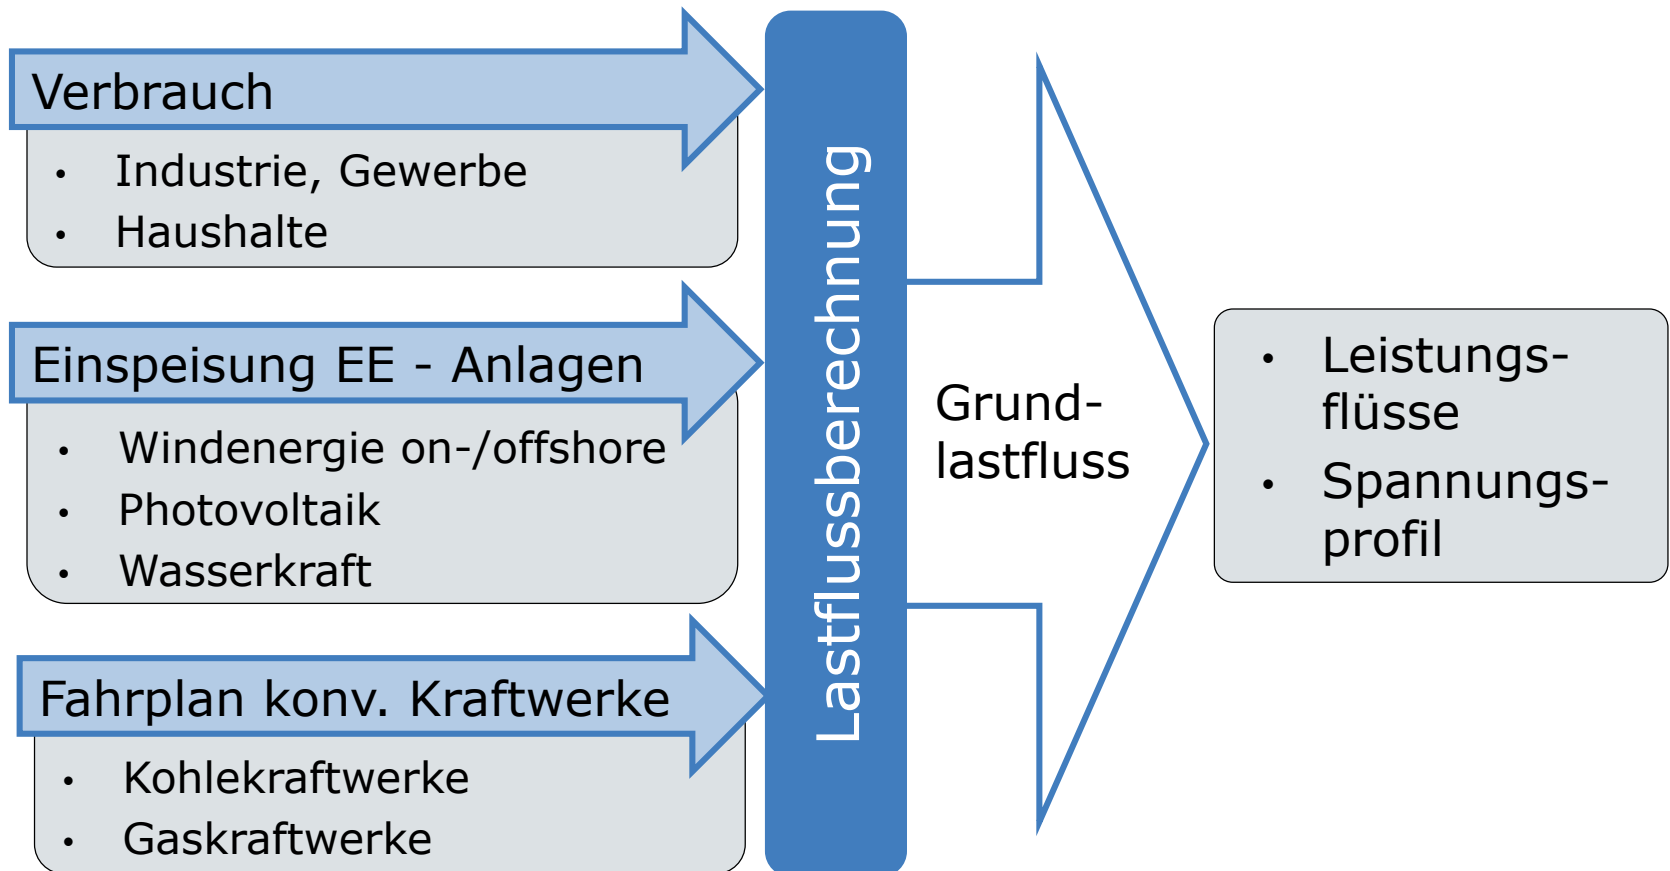 Verbrauch
• Industrie, Gewerbe
• Haushalte
Einspeisung EE - Anlagen
• Windenergie on-/offshore
• Photovoltaik
• Wasserkraft
Fahrplan konv. Kraftwerke
• Kohlekraftwerke
• Gaskraftwerke
Lastflussberechnung
Grund-
lastfluss
• Leistungs-
flüsse
• Spannungs-
profil